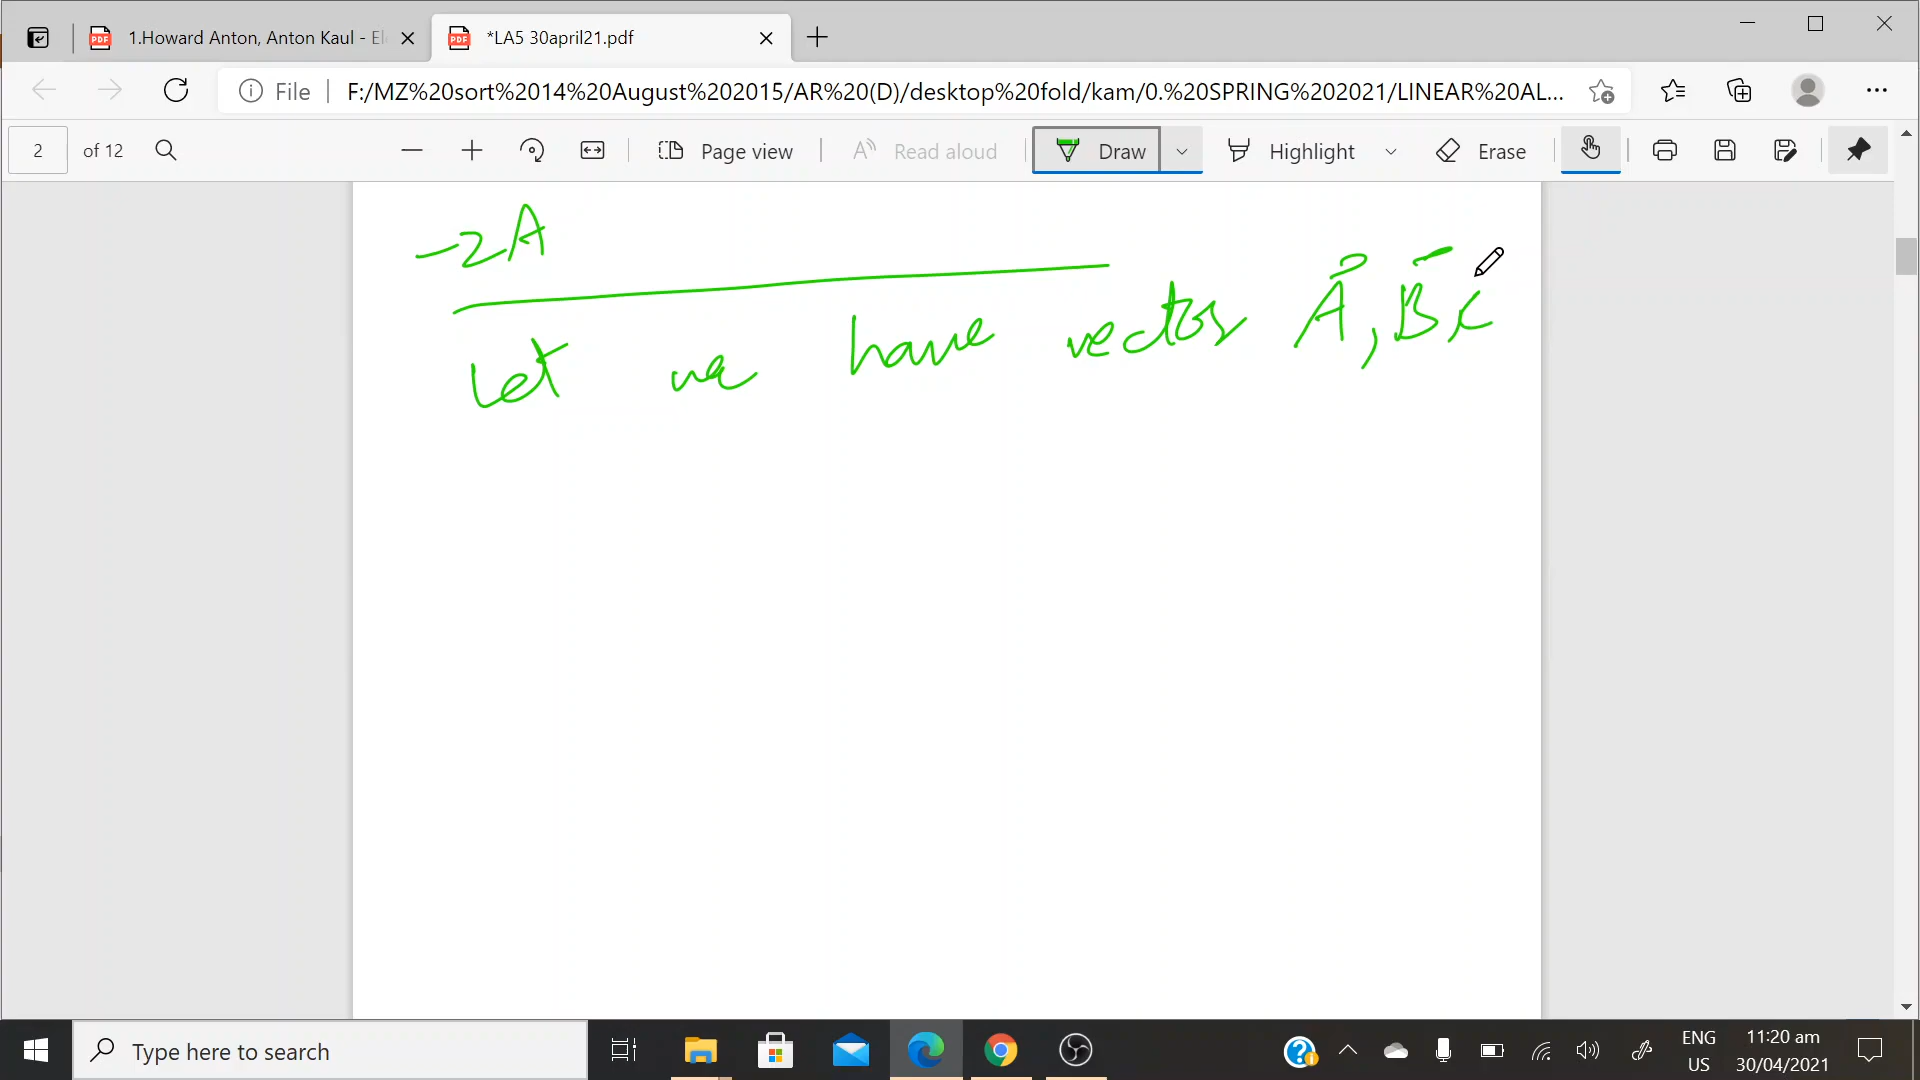 1.Howard Anton, Anton Kaul - El
*LA5 30april21.pdf
File
F:/MZ%20sort%2014%20August%202015/AR%20(D)/desktop%20fold/kam/0.%20SPRING%202021/LINEAR%20AL...
2 of 12
Page view
Read aloud
Draw
Highlight
Erase
-2A
Let we have vectors A, B C
Type here to search
ENG
US
11:20 am
30/04/2021